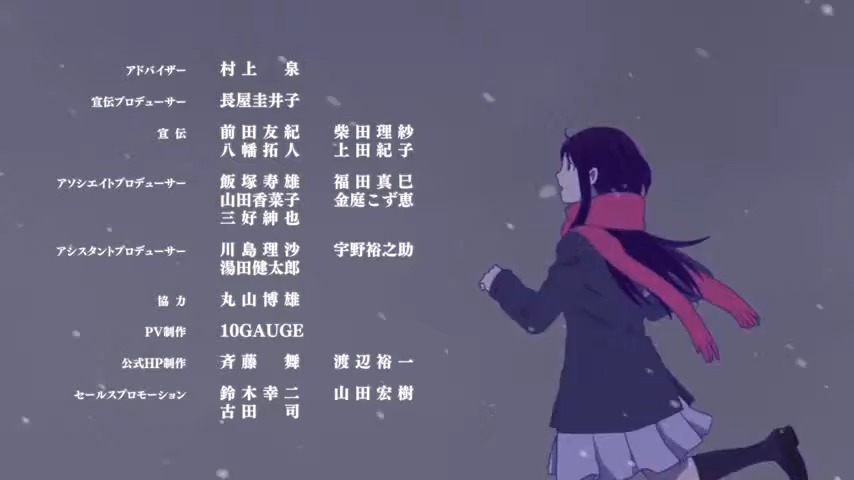 アドバイザー 村上 泉
宣伝プロデューサー 長屋圭井子
宣伝 前田友紀 柴田理紗
八幡拓人 上田紀子
アソシエイトプロデューサー 飯塚寿雄 福田真巳
山田香菜子 金庭こず恵
三好紳也
アシスタントプロデューサー 川島理沙 宇野裕之助
湯田健太郎
協力 丸山博雄
PV制作 10GAUGE
公式HP制作 斉藤 舞 渡辺裕一
セールスプロモーション 鈴木幸二 山田宏樹
古田 司